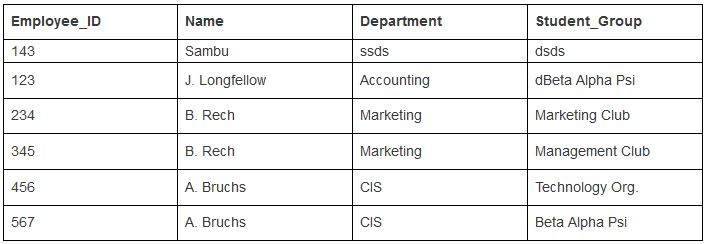 Employee_ID Name Department Student_Group
143 Sambu ssds dsds
123 J. Longfellow Accounting dBeta Alpha Psi
234 B. Rech Marketing Marketing Club
345 B. Rech Marketing Management Club
456 A. Bruchs CIS Technology Org.
567 A. Bruchs CIS Beta Alpha Psi